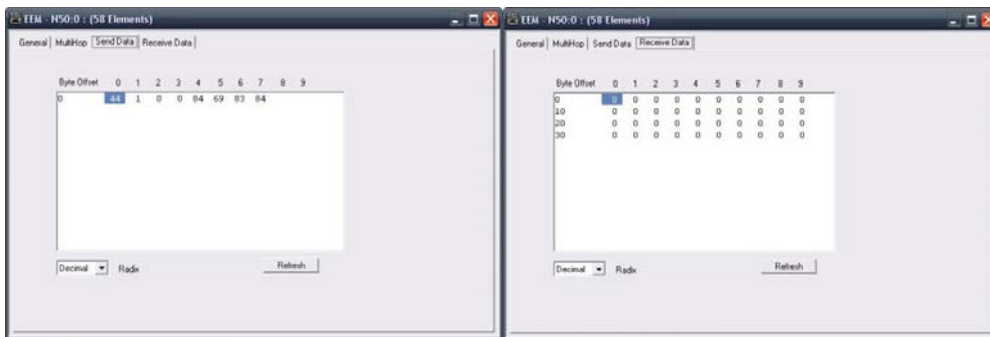 EEM - N50:0 : (58 Elements)
General MultiHop Send Data Receive Data
Byte Offset 0 1 2 3 4 5 6 7 8 9
0 44 1 0 0 84 69 83 84
Decimal Radix Refresh
EEM - N50:0 : (58 Elements)
General MultiHop Send Data Receive Data
Byte Offset 0 1 2 3 4 5 6 7 8 9
0 0 0 0 0 0 0 0 0 0 0
10 0 0 0 0 0 0 0 0 0 0
20 0 0 0 0 0 0 0 0 0 0
30 0 0 0 0 0 0 0 0 0 0
Decimal Radix Refresh